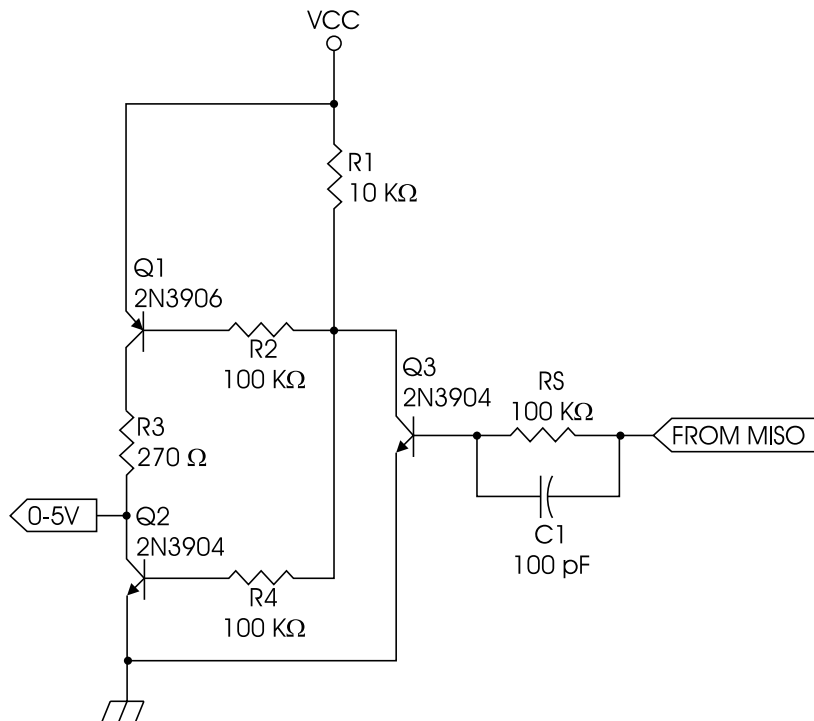 VCC
R1
10 KΩ
Q1
2N3906
R2
100 KΩ
Q3
2N3904
RS
100 KΩ
FROM MISO
R3
270 Ω
C1
100 pF
0-5V
Q2
2N3904
R4
100 KΩ